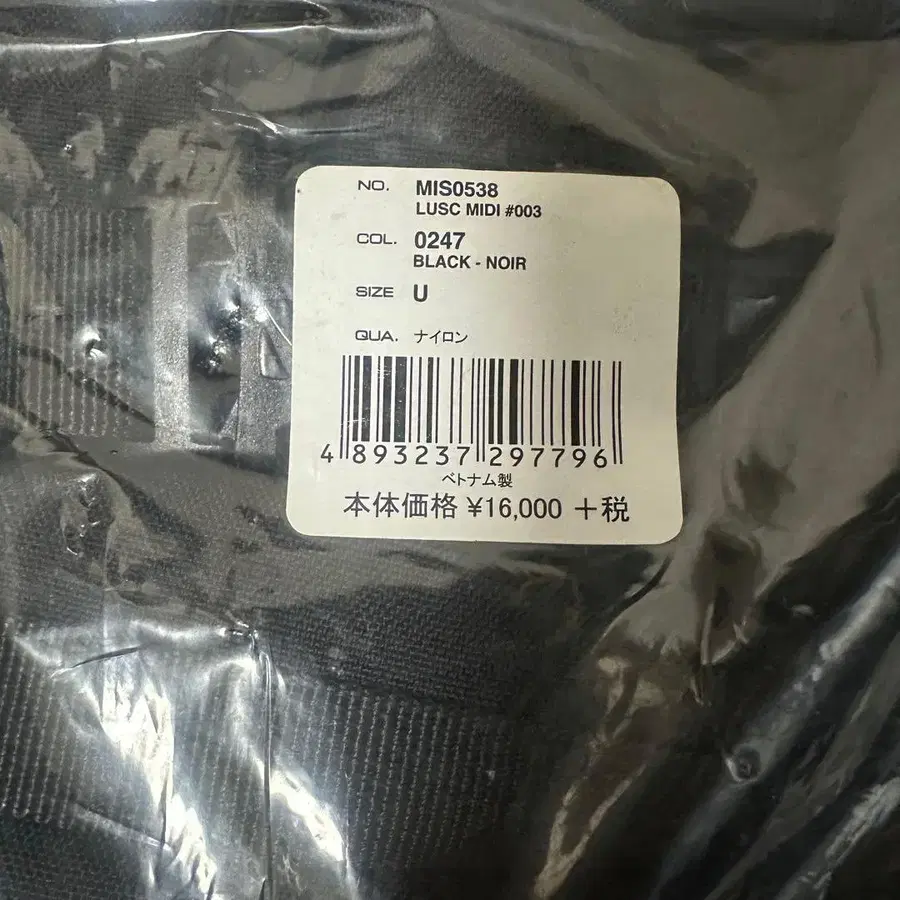 NO. MIS0538
LUSC MIDI #003
COL. 0247
BLACK - NOIR
SIZE U
QUA. ナイロン
4 893237 297796
ベトナム製
本体価格 ¥16,000 +税